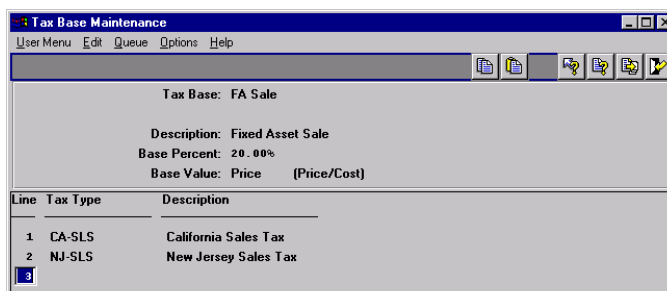 Tax Base Maintenance
User Menu Edit Queue Options Help
Tax Base: FA Sale
Description: Fixed Asset Sale
Base Percent: 20.00%
Base Value: Price (Price/Cost)
Line Tax Type Description
1 CA-SLS California Sales Tax
2 NJ-SLS New Jersey Sales Tax
3